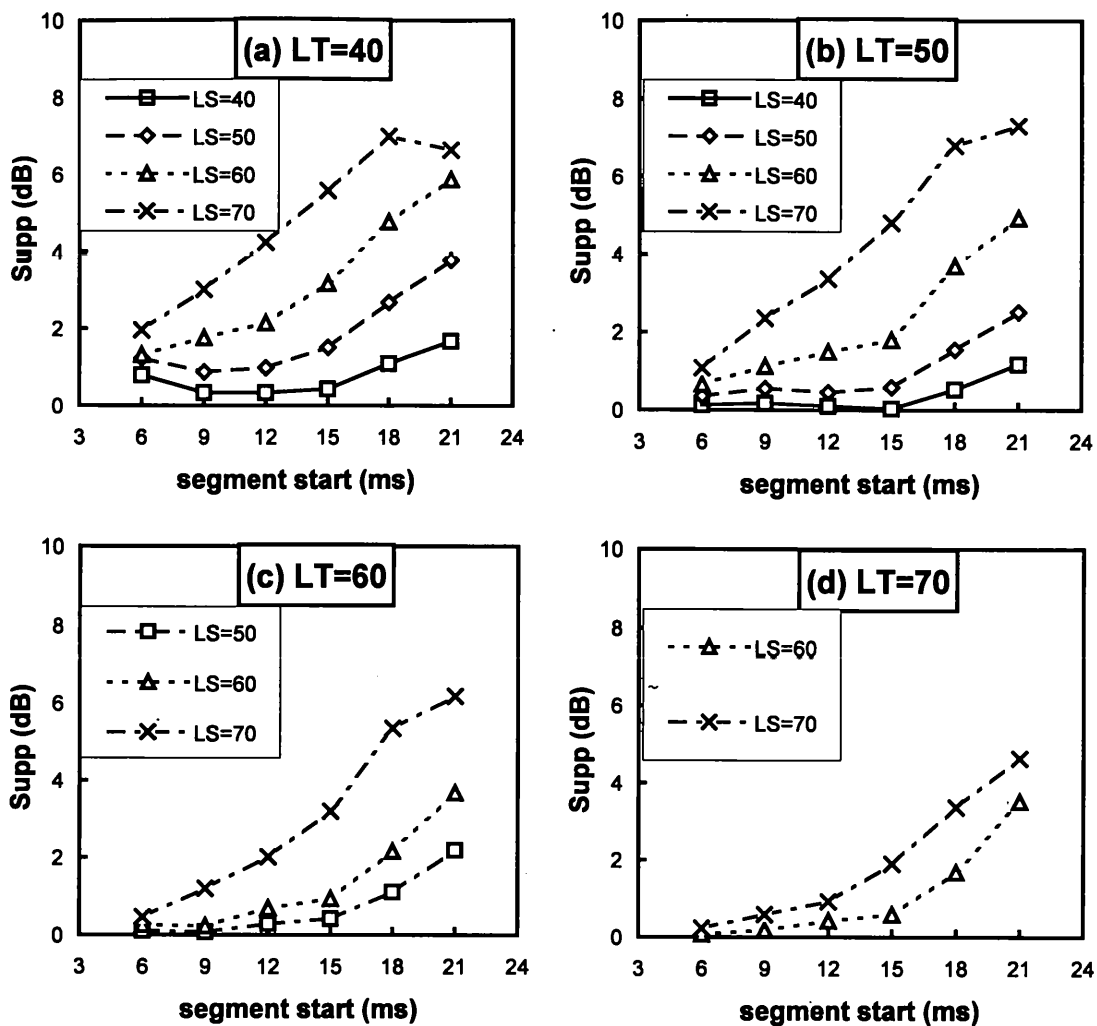 (a) LT=40
10
8
6
4
2
0
Supp (dB)
LS=40
LS=50
LS=60
LS=70
3 6 9 12 15 18 21 24
segment start (ms)
(b) LT=50
10
8
6
4
2
0
Supp (dB)
LS=40
LS=50
LS=60
LS=70
3 6 9 12 15 18 21 24
segment start (ms)
(c) LT=60
10
8
6
4
2
0
Supp (dB)
LS=50
LS=60
LS=70
3 6 9 12 15 18 21 24
segment start (ms)
(d) LT=70
10
8
6
4
2
0
Supp (dB)
LS=60
LS=70
3 6 9 12 15 18 21 24
segment start (ms)